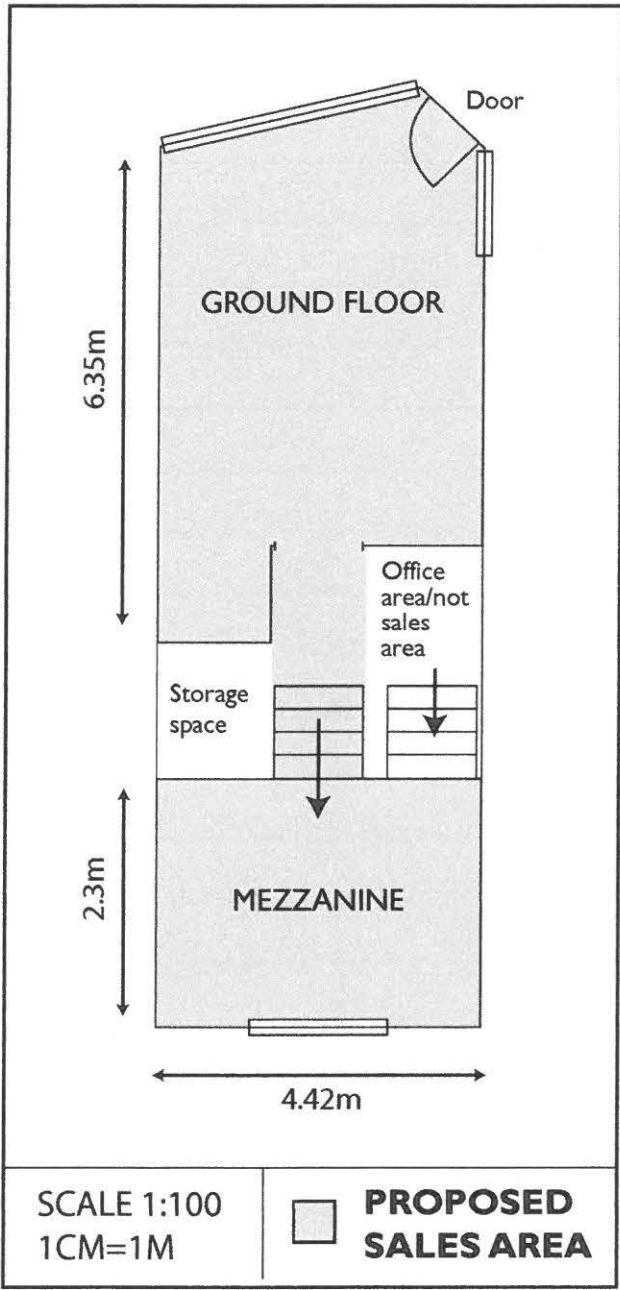 Door
GROUND FLOOR
6.35m
Office
area/not
sales
area
Storage
space
2.3m
MEZZANINE
4.42m
SCALE 1:100
1CM=1M
PROPOSED
SALES AREA